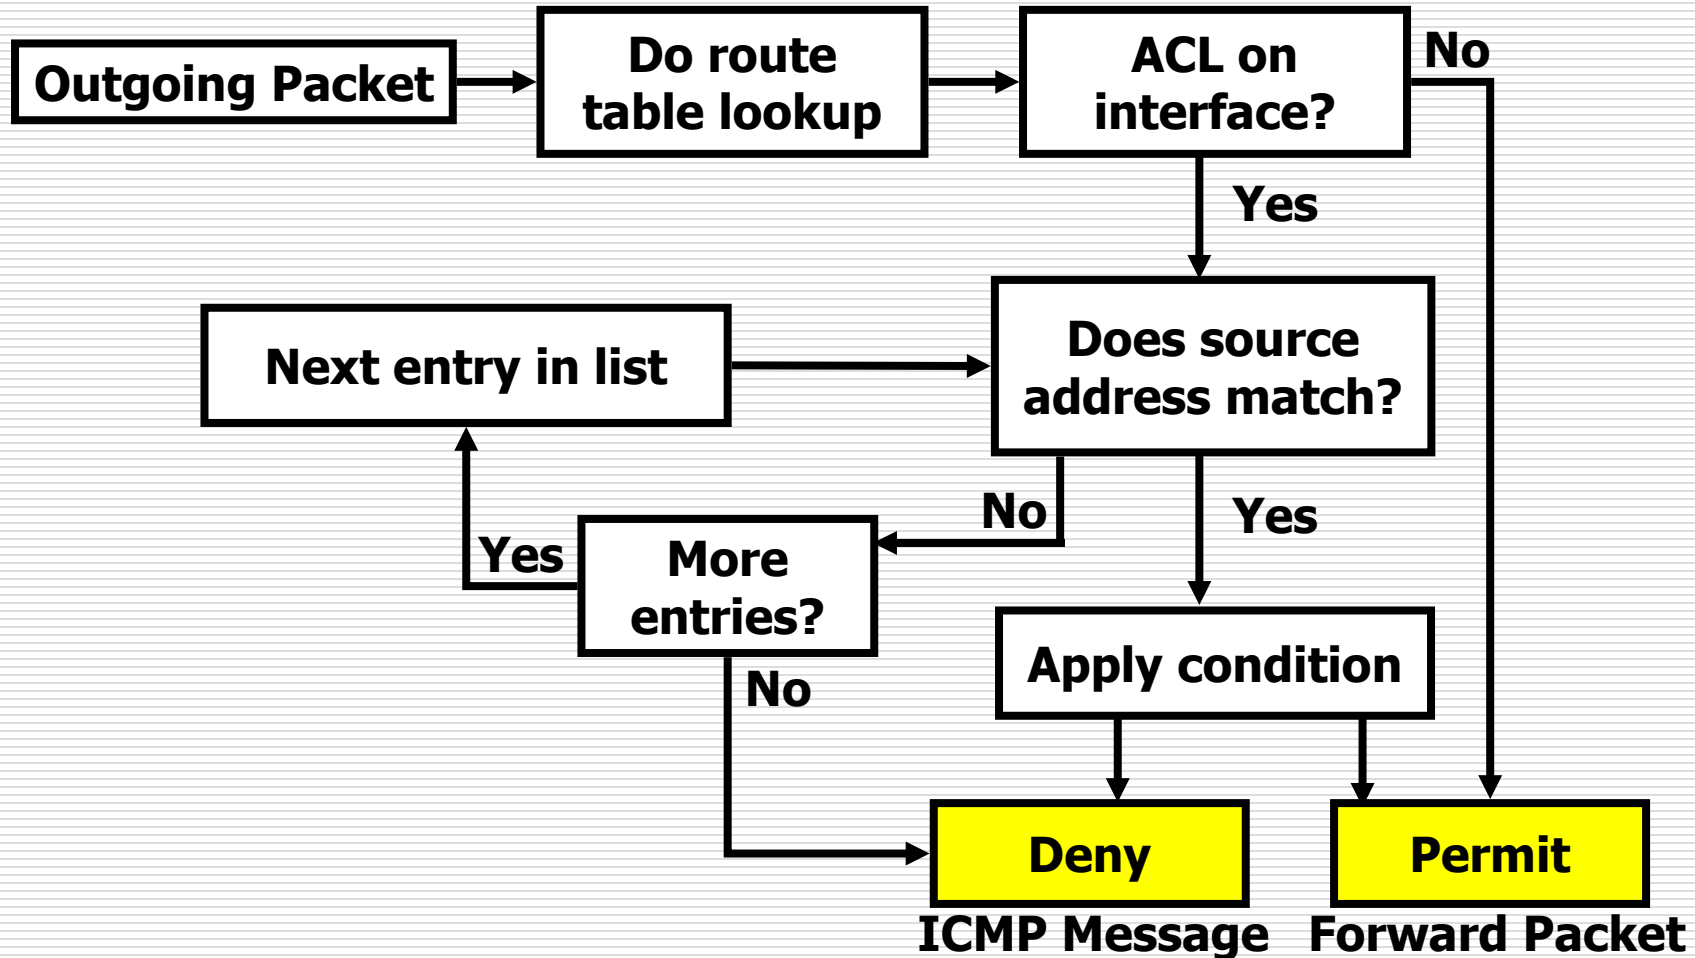 Outgoing Packet
Do route
table lookup
ACL on
interface?
No
Yes
Next entry in list
Does source
address match?
No
Yes
Yes
More
entries?
No
Apply condition
Deny
Permit
ICMP Message
Forward Packet